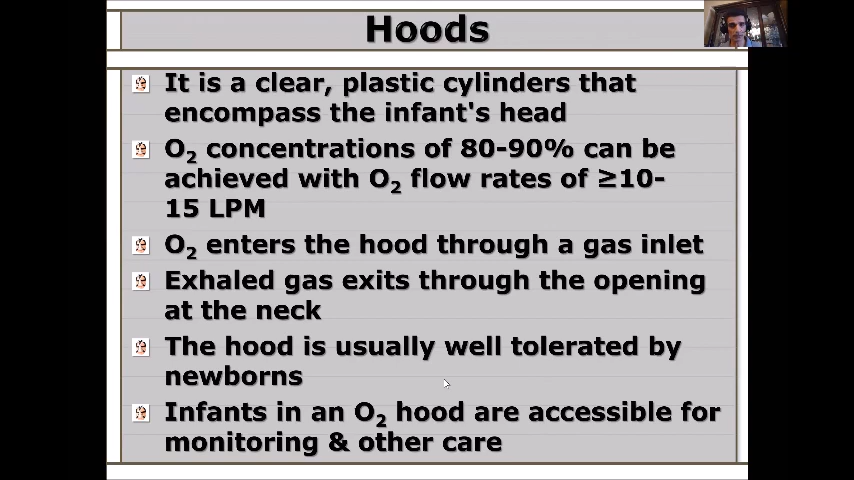 Hoods
It is a clear, plastic cylinders that
encompass the infant's head
O2 concentrations of 80-90% can be
achieved with O2 flow rates of ≥10-
15 LPM
O2 enters the hood through a gas inlet
Exhaled gas exits through the opening
at the neck
The hood is usually well tolerated by
newborns
Infants in an O2 hood are accessible for
monitoring & other care